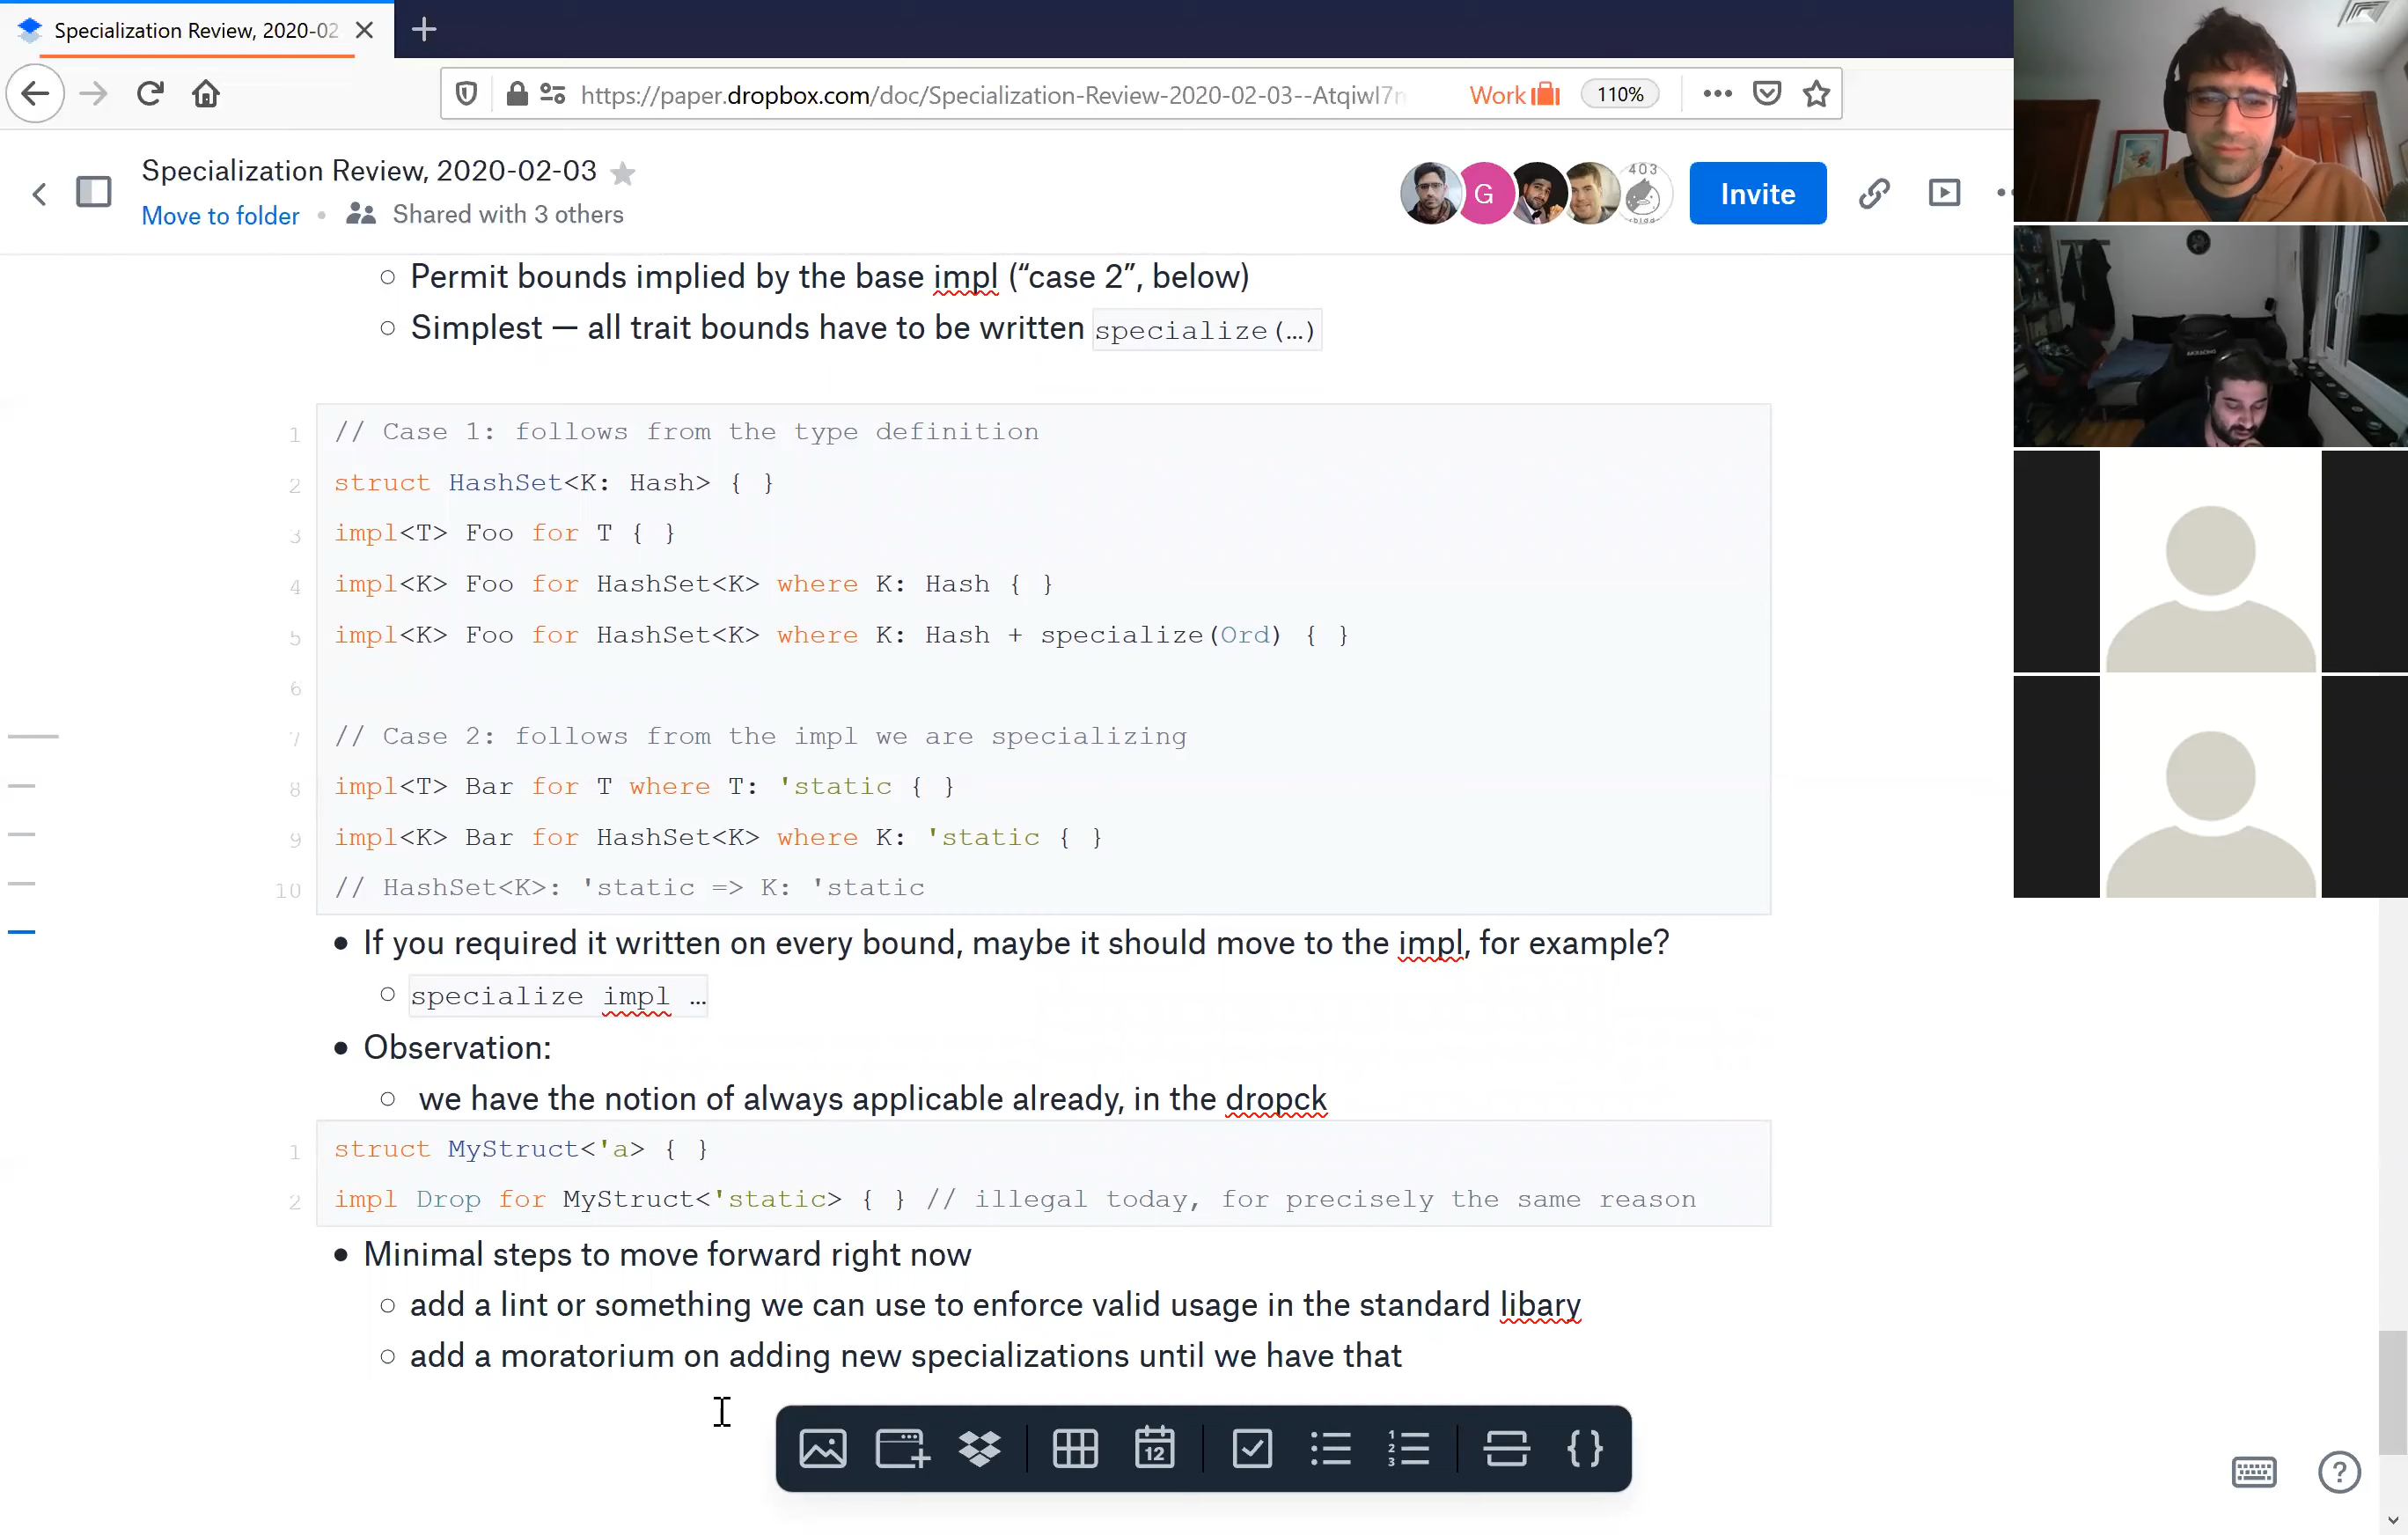 Specialization Review, 2020-02
https://paper.dropbox.com/doc/Specialization-Review-2020-02-03--AtqiwI7r
Work
110%
Specialization Review, 2020-02-03
Move to folder • Shared with 3 others
G
403
Invite
○ Permit bounds implied by the base impl (“case 2”, below)
○ Simplest — all trait bounds have to be written specialize(…)
1 // Case 1: follows from the type definition
2 struct HashSet<K: Hash> { }
3 impl<T> Foo for T { }
4 impl<K> Foo for HashSet<K> where K: Hash { }
5 impl<K> Foo for HashSet<K> where K: Hash + specialize(Ord) { }
6
7 // Case 2: follows from the impl we are specializing
8 impl<T> Bar for T where T: 'static { }
9 impl<K> Bar for HashSet<K> where K: 'static { }
10 // HashSet<K>: 'static => K: 'static
• If you required it written on every bound, maybe it should move to the impl, for example?
○ specialize impl …
• Observation:
○ we have the notion of always applicable already, in the dropck
1 struct MyStruct<'a> { }
2 impl Drop for MyStruct<'static> { } // illegal today, for precisely the same reason
• Minimal steps to move forward right now
○ add a lint or something we can use to enforce valid usage in the standard libary
○ add a moratorium on adding new specializations until we have that
12
1
2
3
{}
?